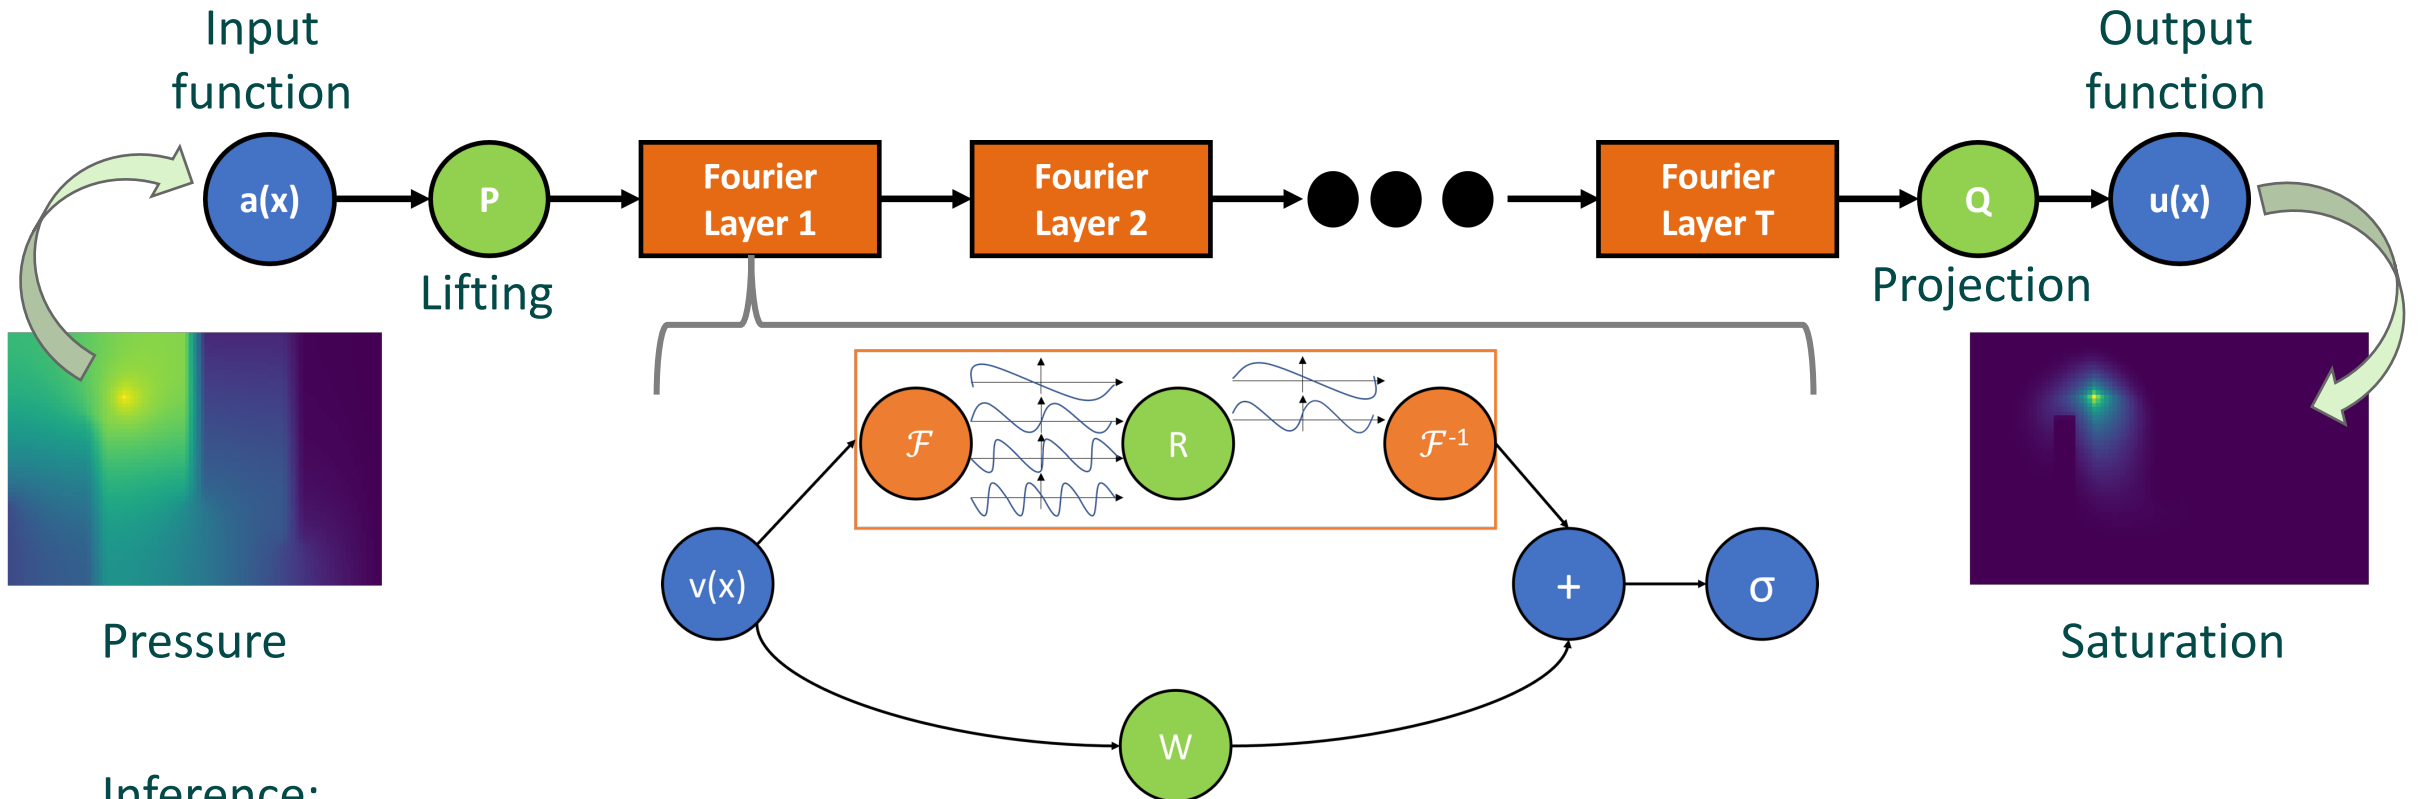 Input
function
Output
function
a(x)
P
Fourier
Layer 1
Fourier
Layer 2
Fourier
Layer T
Q
u(x)
Lifting
Projection
ℱ
R
ℱ-1
v(x)
+
σ
W
Pressure
Saturation
Inference: